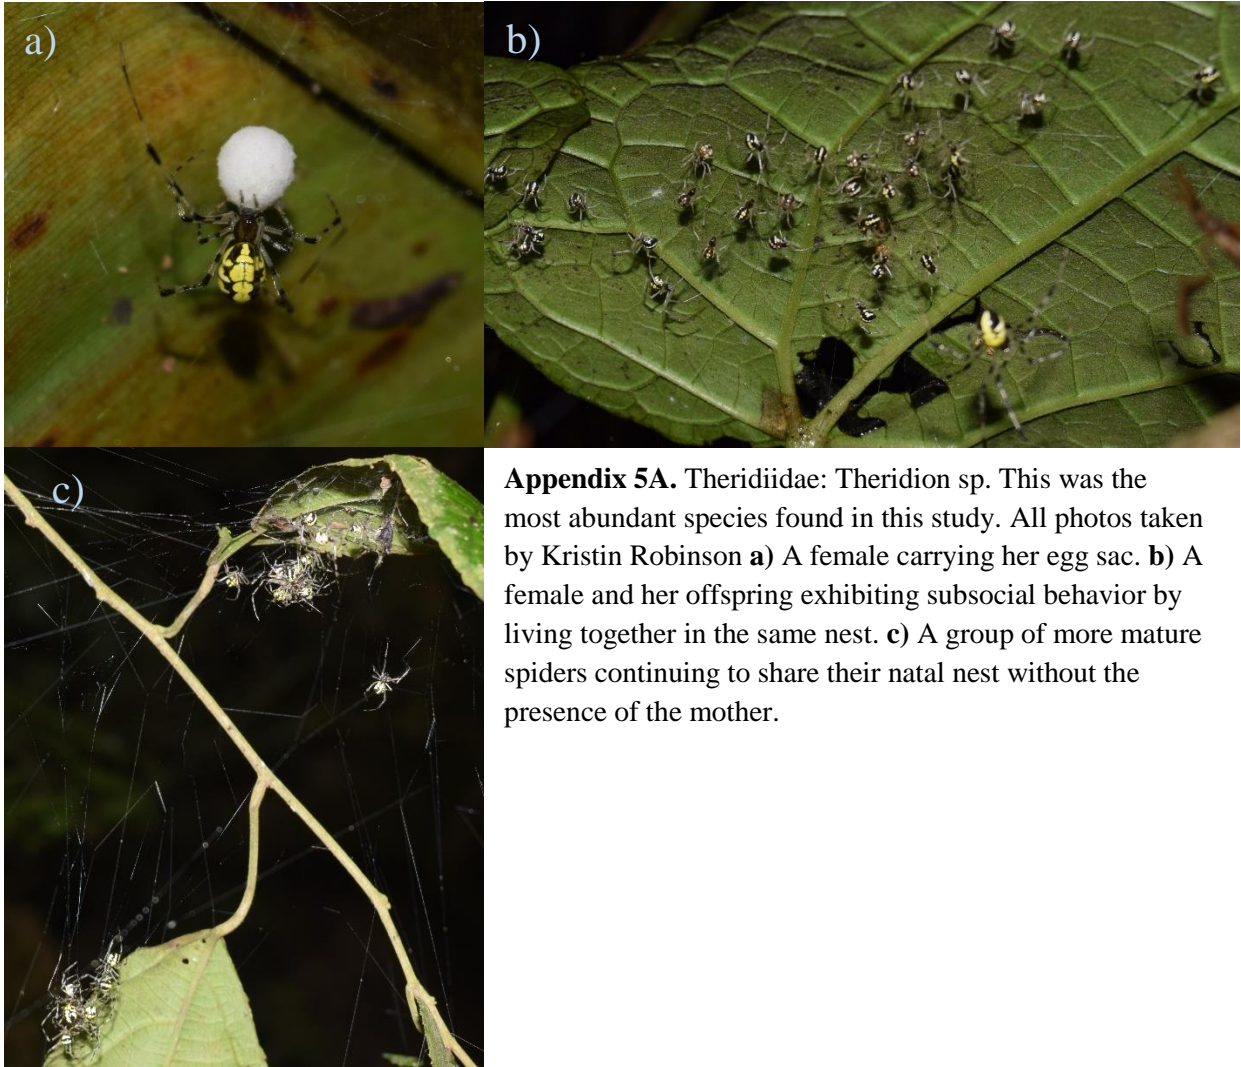 a)
b)
c)
Appendix 5A. Theridiidae: Theridion sp. This was the
most abundant species found in this study. All photos taken
by Kristin Robinson a) A female carrying her egg sac. b) A
female and her offspring exhibiting subsocial behavior by
living together in the same nest. c) A group of more mature
spiders continuing to share their natal nest without the
presence of the mother.